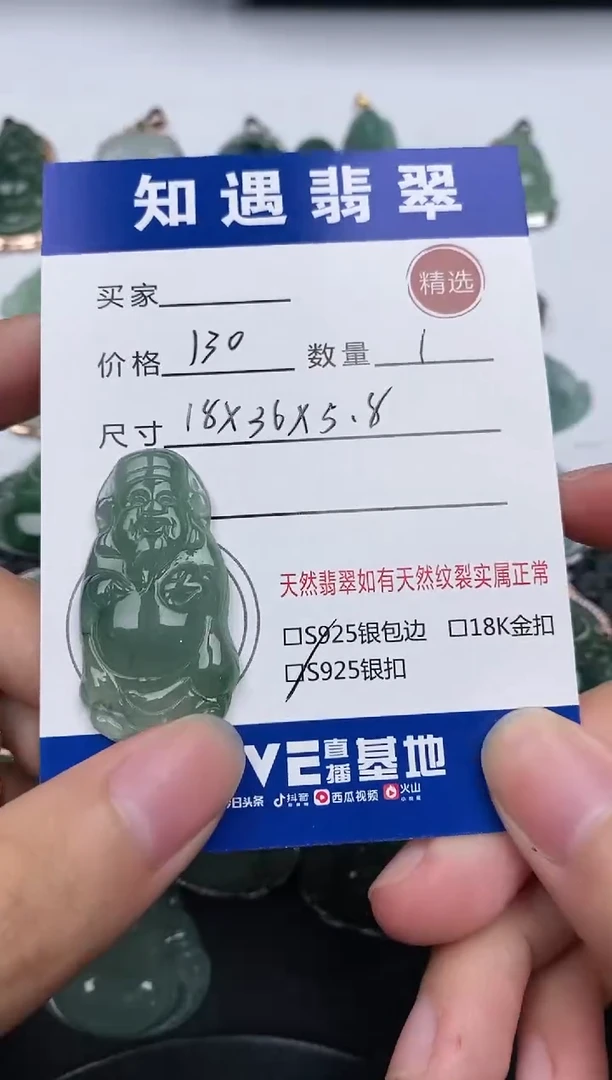 知遇翡翠
买家
精选
价格 130 数量 1
尺寸 18X36X5.8
天然翡翠如有天然纹裂实属正常
□S925银包边 □18K金扣
□S925银扣
VE直播基地
日头条 抖音 西瓜视频 火山